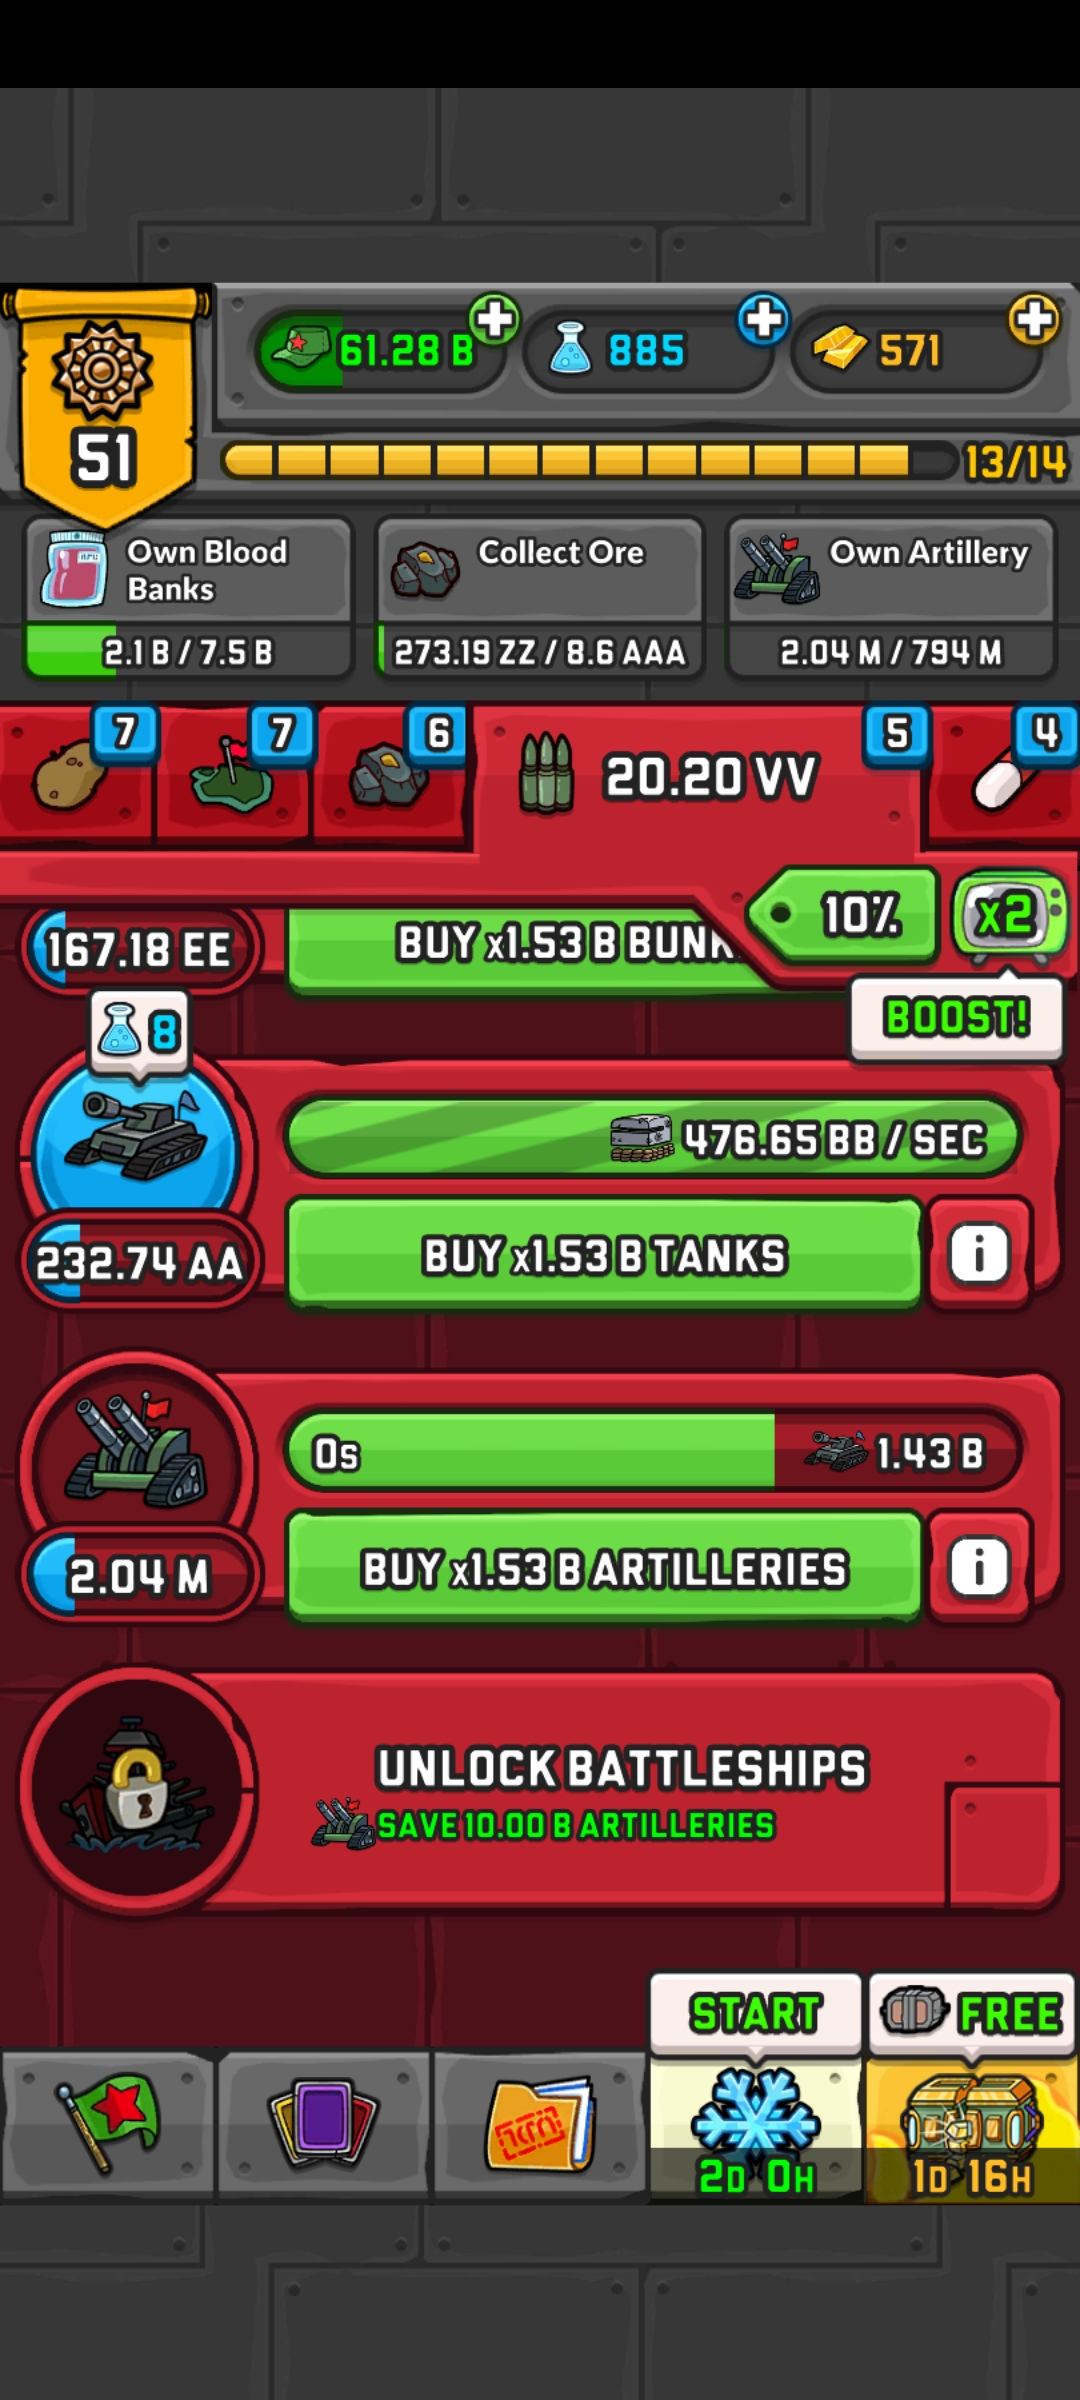 61.28 B
885
571
51
13/14
Own Blood
Banks
2.1 B / 7.5 B
Collect Ore
273.19 ZZ / 8.6 AAA
Own Artillery
2.04 M / 794 M
7
7
6
20.20 VV
5
4
10%
x2
BOOST!
167.18 EE
BUY x1.53 B
8
476.65 BB / SEC
232.74 AA
BUY x1.53 B TANKS
0s
1.43 B
2.04 M
BUY x1.53 B ARTILLERIES
UNLOCK BATTLESHIPS
SAVE 10.00 B ARTILLERIES
START
FREE
2D 0H
1D 16H